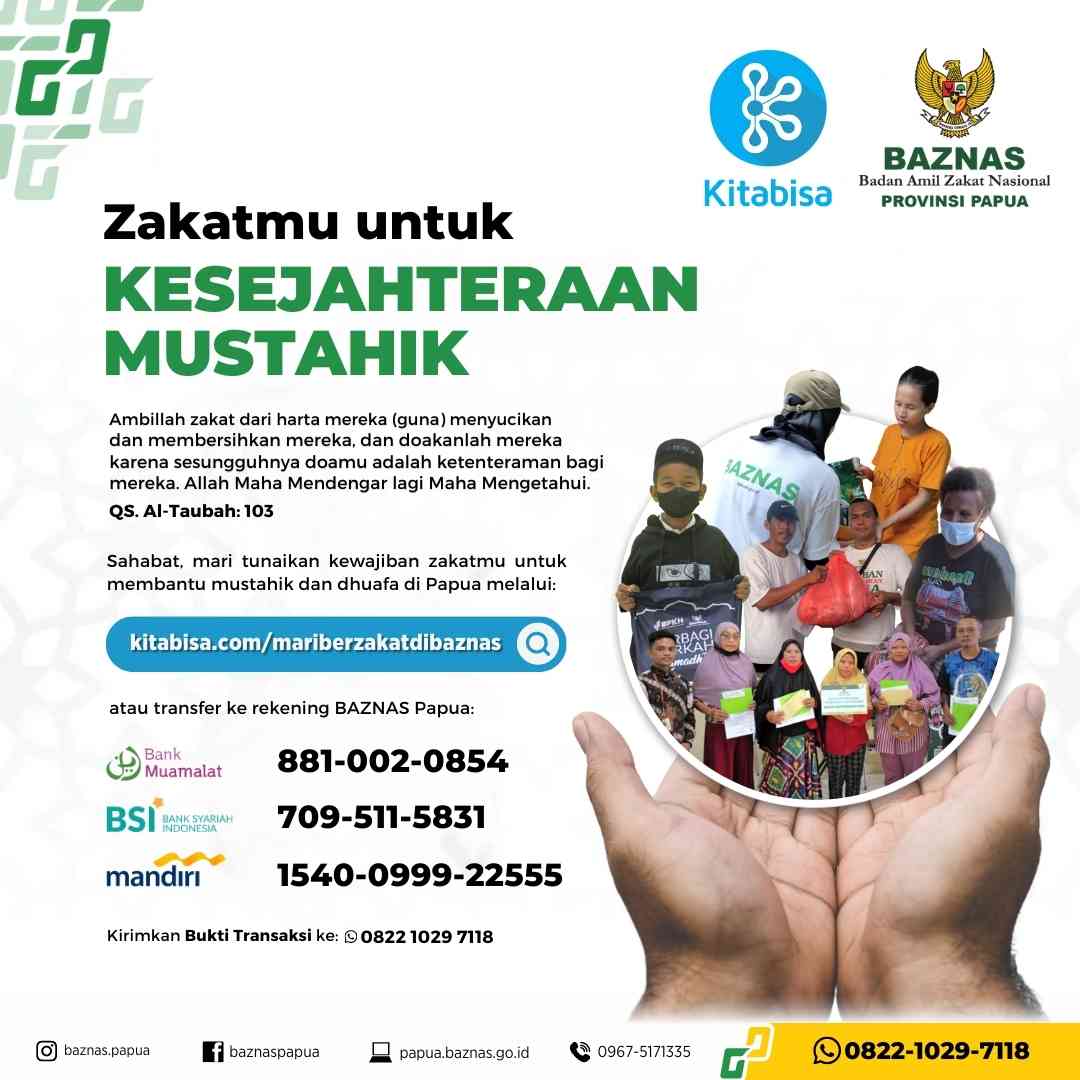 Kitabisa
BAZNAS
Badan Amil Zakat Nasional
PROVINSI PAPUA
Zakatmu untuk
KESEJAHTERAAN
MUSTAHIK
Ambillah zakat dari harta mereka (guna) menyucikan
dan membersihkan mereka, dan doakanlah mereka
karena sesungguhnya doamu adalah ketenteraman bagi
mereka. Allah Maha Mendengar lagi Maha Mengetahui.
QS. Al-Taubah: 103
Sahabat, mari tunaikan kewajiban zakatmu untuk
membantu mustahik dan dhuafa di Papua melalui:
kitabisa.com/mariberzakatdibaznas
atau transfer ke rekening BAZNAS Papua:
Bank
Muamalat
881-002-0854
BSI BANK SYARIAH
INDONESIA
709-511-5831
mandiri
1540-0999-22555
Kirimkan Bukti Transaksi ke: 0822 1029 7118
BAZNAS
BPKH
baznas.papua
baznaspapua
papua.baznas.go.id
0967-5171335
0822-1029-7118